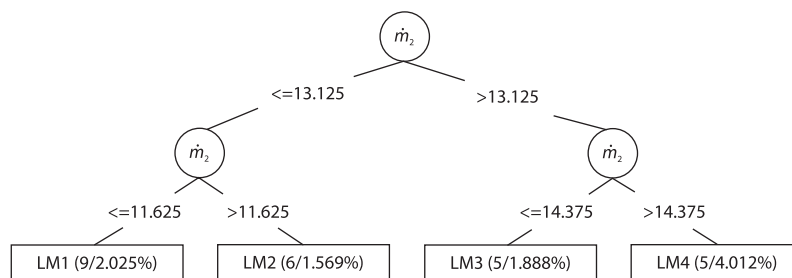 ṁ₂
<=13.125 >13.125
ṁ₂ ṁ₂
<=11.625 >11.625 <=14.375 >14.375
LM1 (9/2.025%) LM2 (6/1.569%) LM3 (5/1.888%) LM4 (5/4.012%)